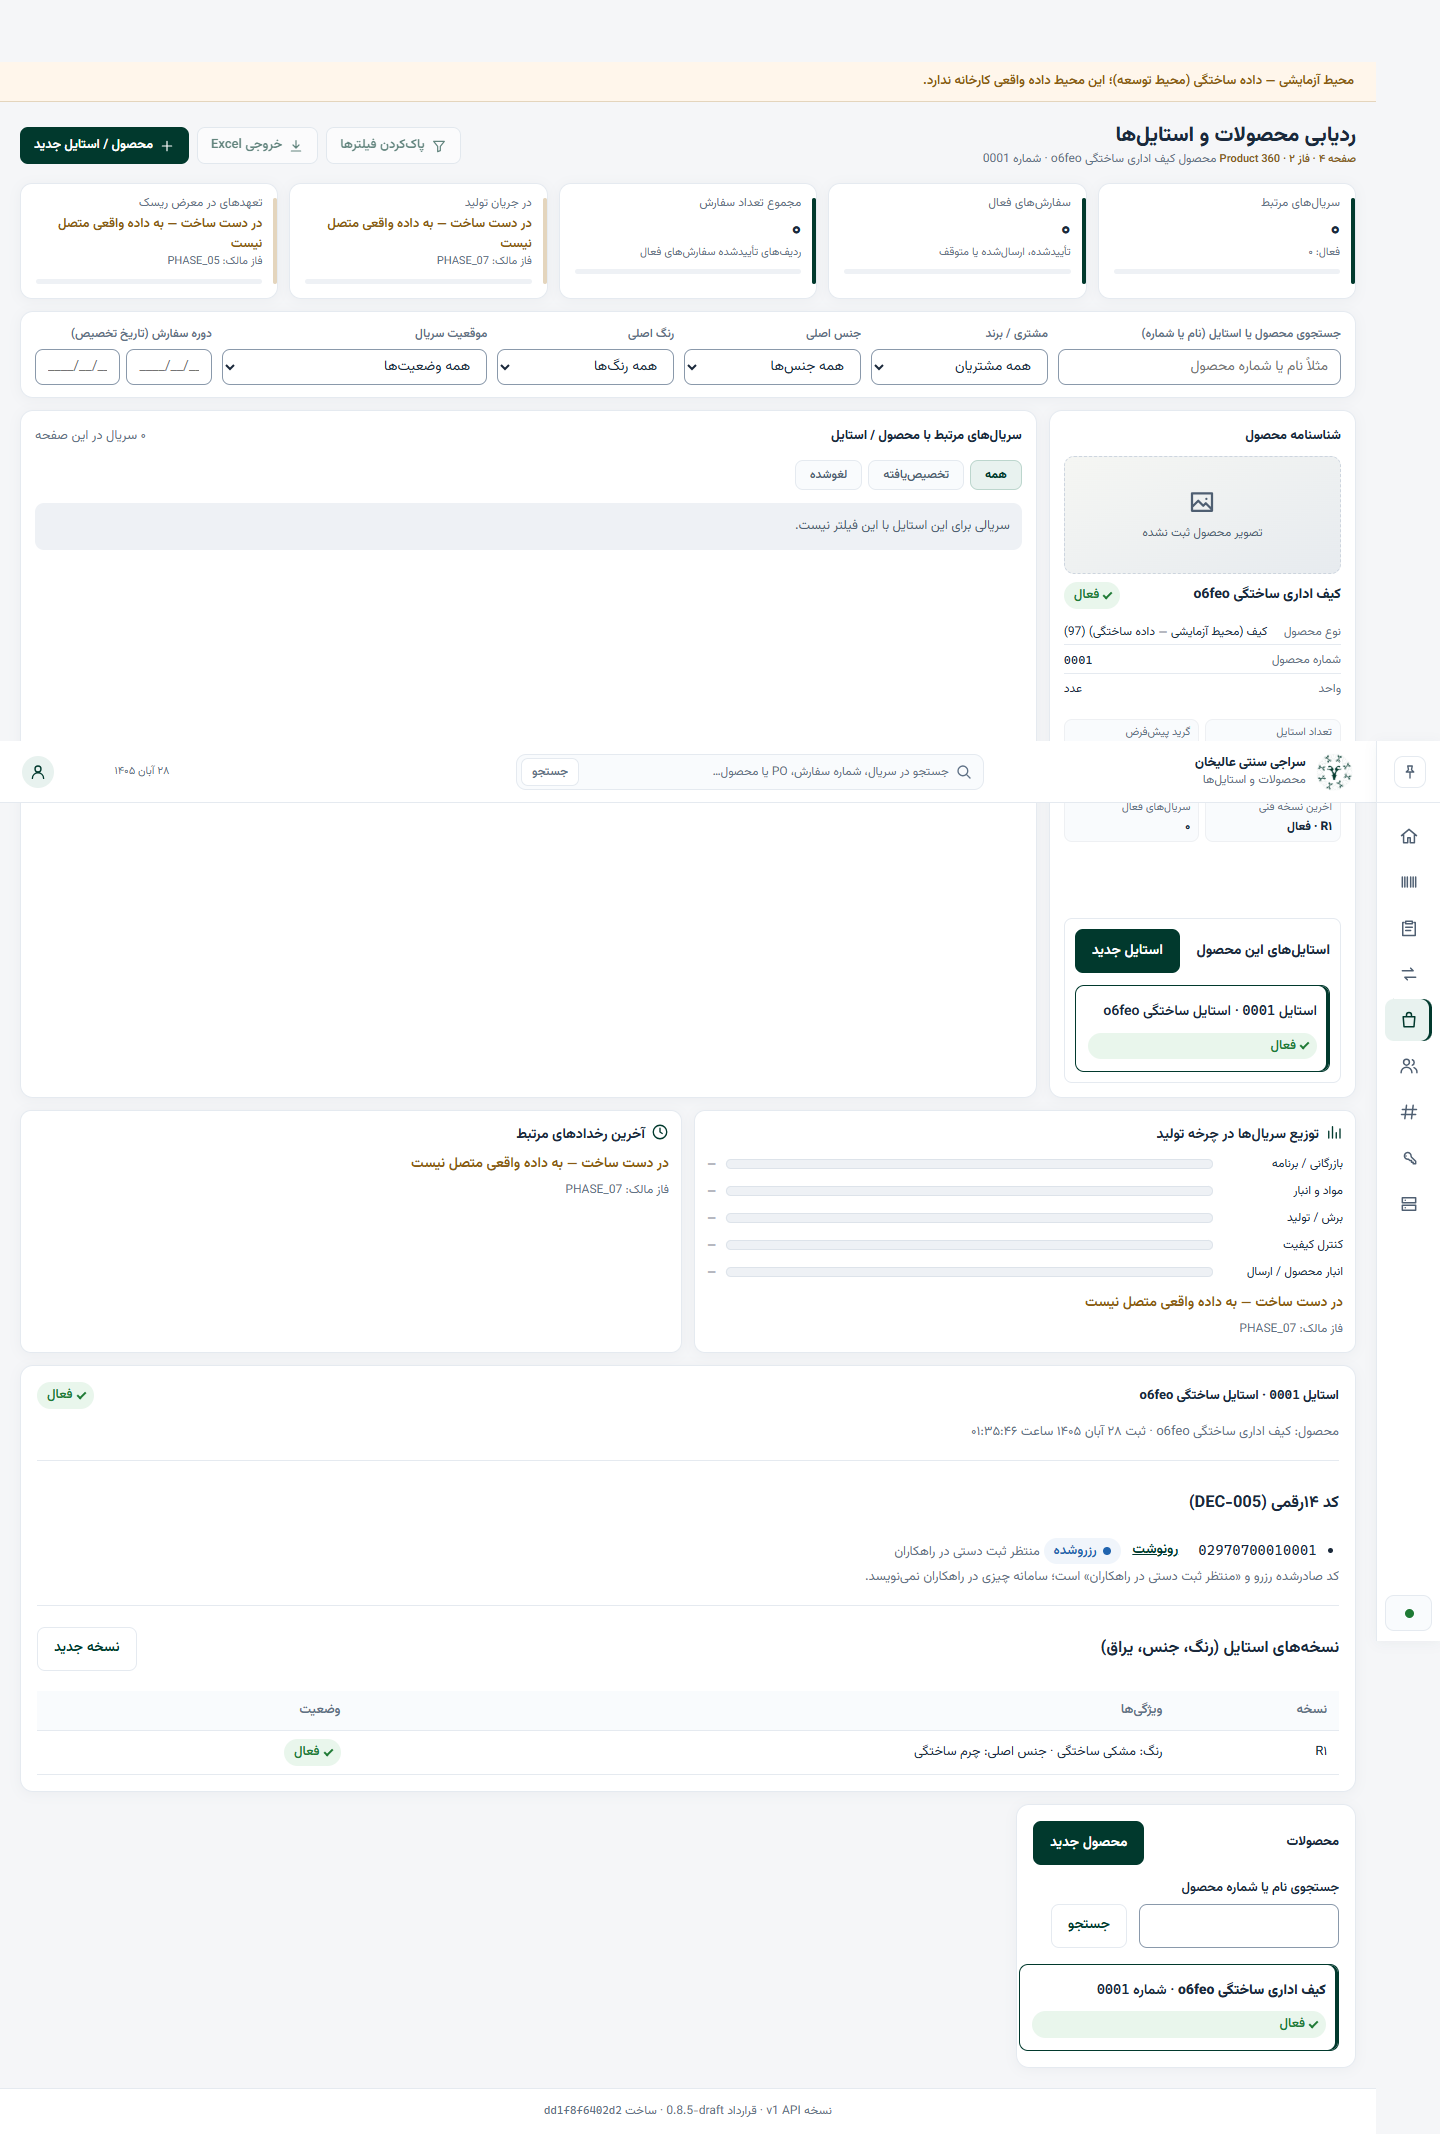 محیط آزمایشی — داده ساختگی (محیط توسعه)؛ این محیط داده واقعی کارخانه ندارد.
ردیابی محصولات و استایل‌ها
صفحه ۴ · فاز ۲ · Product 360 محصول کیف اداری ساختگی o6feo · شماره 0001
پاک‌کردن فیلترها
خروجی Excel
محصول / استایل جدید
سریال‌های مرتبط
۰
فعال: ۰
سفارش‌های فعال
۰
تأییدشده، ارسال‌شده یا متوقف
مجموع تعداد سفارش
۰
ردیف‌های تأییدشده سفارش‌های فعال
در جریان تولید
در دست ساخت — به داده واقعی متصل
نیست
فاز مالک: PHASE_07
تعهدهای در معرض ریسک
در دست ساخت — به داده واقعی متصل
نیست
فاز مالک: PHASE_05
جستجوی محصول یا استایل (نام یا شماره)
مثلاً نام یا شماره محصول
مشتری / برند
همه مشتریان
جنس اصلی
همه جنس‌ها
رنگ اصلی
همه رنگ‌ها
موقعیت سریال
همه وضعیت‌ها
دوره سفارش (تاریخ تخصیص)
__/__/____
__/__/____
شناسنامه محصول
تصویر محصول ثبت نشده
کیف اداری ساختگی o6feo
فعال
نوع محصول
کیف (محیط آزمایشی — داده ساختگی) (97)
شماره محصول
0001
واحد
عدد
تعداد استایل
گرید پیش‌فرض
سریال‌های مرتبط با محصول / استایل
۰ سریال در این صفحه
همه
تخصیص‌یافته
لغوشده
سریالی برای این استایل با این فیلتر نیست.
سراجی سنتی عالیخان
محصولات و استایل‌ها
جستجو در سریال، شماره سفارش، PO یا محصول…
جستجو
۲۸ آبان ۱۴۰۵
آخرین نسخه فنی
R۱ · فعال
سریال‌های فعال
۰
استایل‌های این محصول
استایل جدید
استایل 0001 · استایل ساختگی o6feo
فعال
توزیع سریال‌ها در چرخه تولید
بازرگانی / برنامه
—
مواد و انبار
—
برش / تولید
—
کنترل کیفیت
—
انبار محصول / ارسال
—
در دست ساخت — به داده واقعی متصل نیست
فاز مالک: PHASE_07
آخرین رخدادهای مرتبط
در دست ساخت — به داده واقعی متصل نیست
فاز مالک: PHASE_07
استایل 0001 · استایل ساختگی o6feo
فعال
محصول: کیف اداری ساختگی o6feo · ثبت ۲۸ آبان ۱۴۰۵ ساعت ۰۱:۳۵:۴۶
کد ۱۴رقمی (DEC-005)
• 02970700010001 رونوشت رزروشده منتظر ثبت دستی در راهکاران
کد صادرشده رزرو و «منتظر ثبت دستی در راهکاران» است؛ سامانه چیزی در راهکاران نمی‌نویسد.
نسخه‌های استایل (رنگ، جنس، یراق)
نسخه جدید
نسخه
ویژگی‌ها
وضعیت
R۱
رنگ: مشکی ساختگی · جنس اصلی: چرم ساختگی
فعال
محصولات
محصول جدید
جستجوی نام یا شماره محصول
جستجو
کیف اداری ساختگی o6feo · شماره 0001
فعال
نسخه v1 API · قرارداد 0.8.5-draft · ساخت dd1f8f6402d2